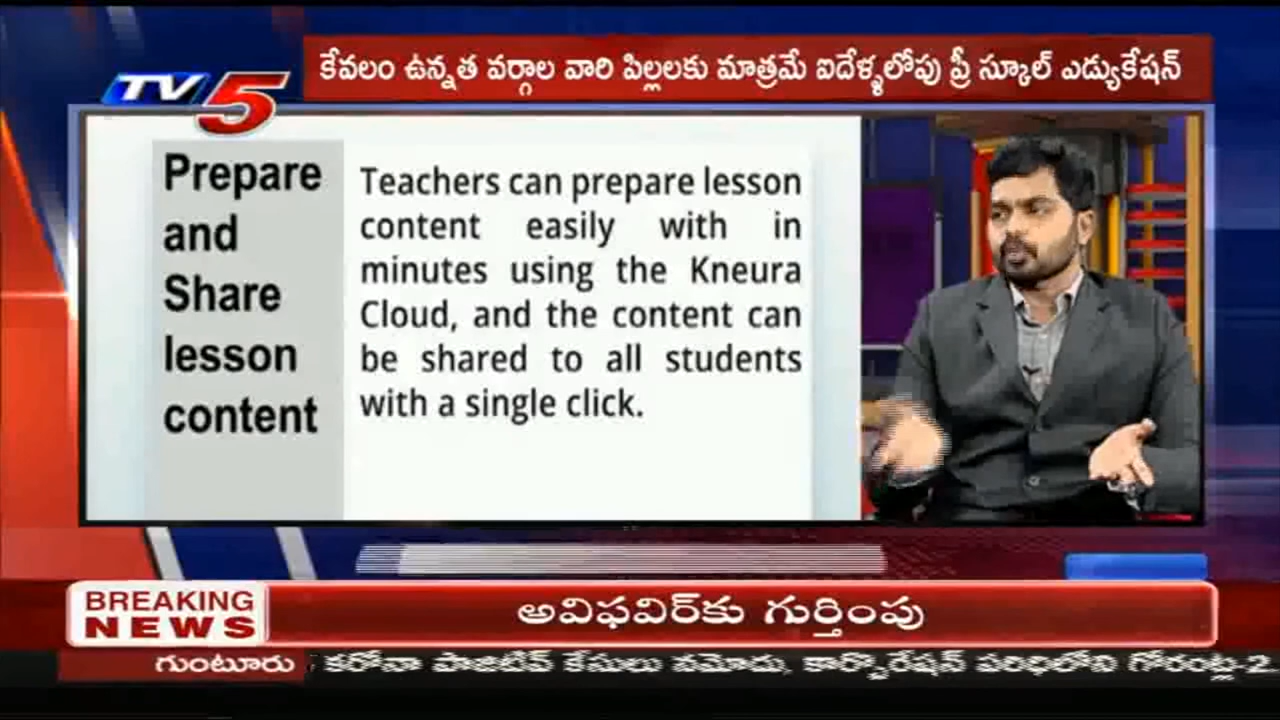 కేవలం ఉన్నత వర్గాల వారి పిల్లలకు మాత్రమే ఐదేళ్ళలోపు ప్రీ స్కూల్ ఎడ్యుకేషన్
TV5
Prepare
and
Share
lesson
content
Teachers can prepare lesson
content easily with in
minutes using the Kneura
Cloud, and the content can
be shared to all students
with a single click.
BREAKING
NEWS
అవిఫవిర్‌కు గుర్తింపు
గుంటూరు : కరోనా పాజిటివ్ కేసులు నమోదు, కార్పొరేషన్ పరిధిలోని గోరంట్ల-2